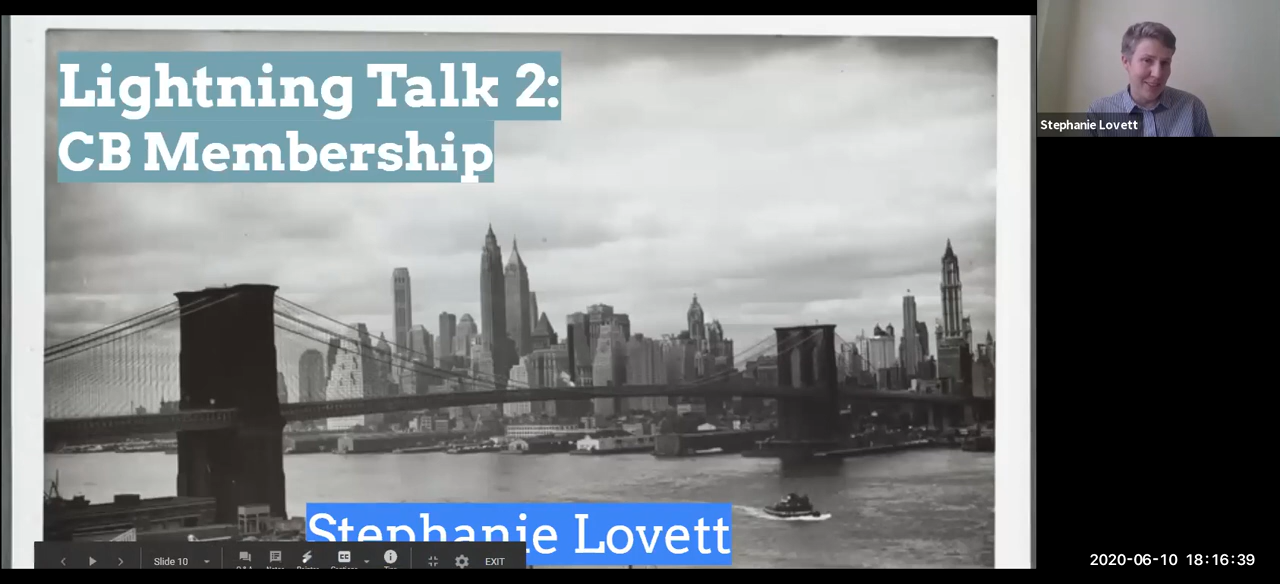 Lightning Talk 2:
CB Membership
Stephanie Lovett
Stephanie Lovett
Slide 10
EXIT
2020-06-10 18:16:39